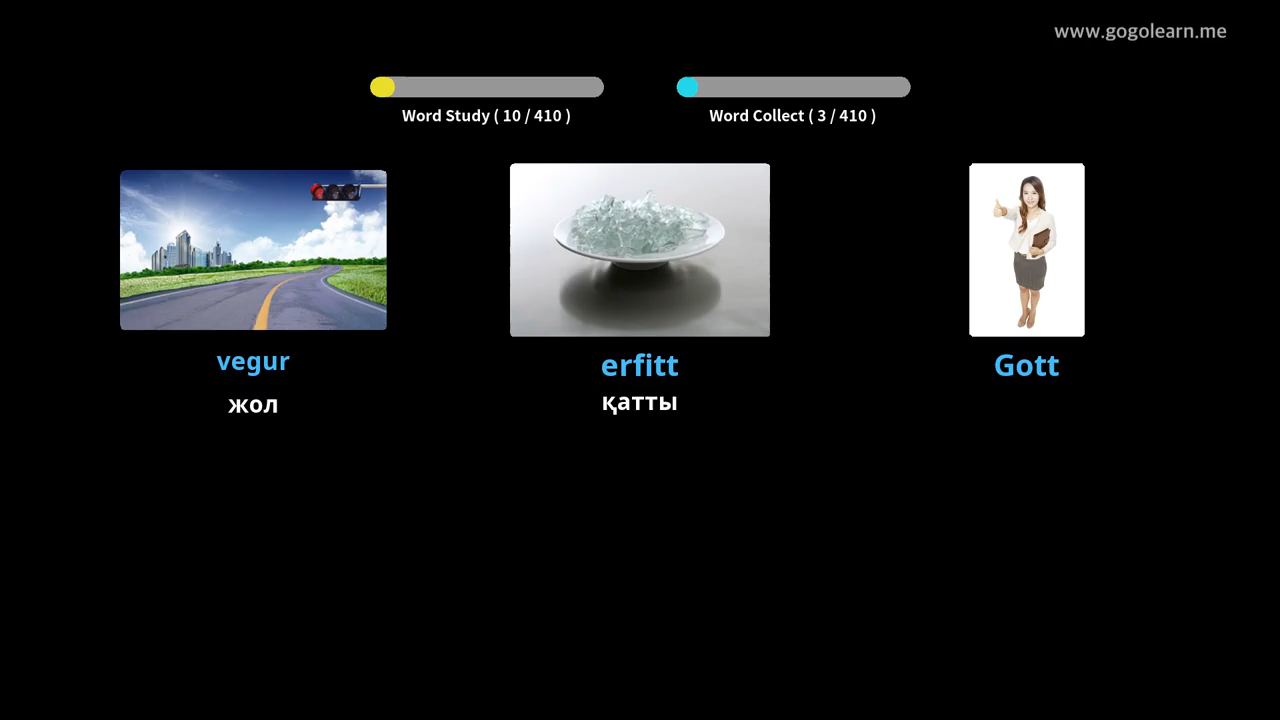 www.gogolearn.me
Word Study ( 10 / 410 )
Word Collect ( 3 / 410 )
vegur
жол
erfitt
қатты
Gott